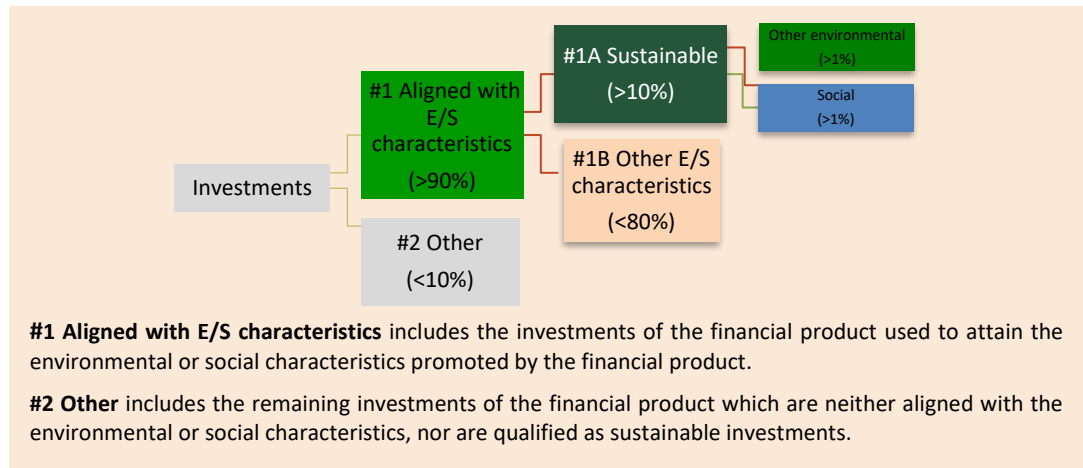 Investments
#1 Aligned with
E/S
characteristics
(>90%)
#2 Other
(<10%)
#1A Sustainable
(>10%)
#1B Other E/S
characteristics
(<80%)
Other environmental
(>1%)
Social
(>1%)
#1 Aligned with E/S characteristics includes the investments of the financial product used to attain the
environmental or social characteristics promoted by the financial product.
#2 Other includes the remaining investments of the financial product which are neither aligned with the
environmental or social characteristics, nor are qualified as sustainable investments.